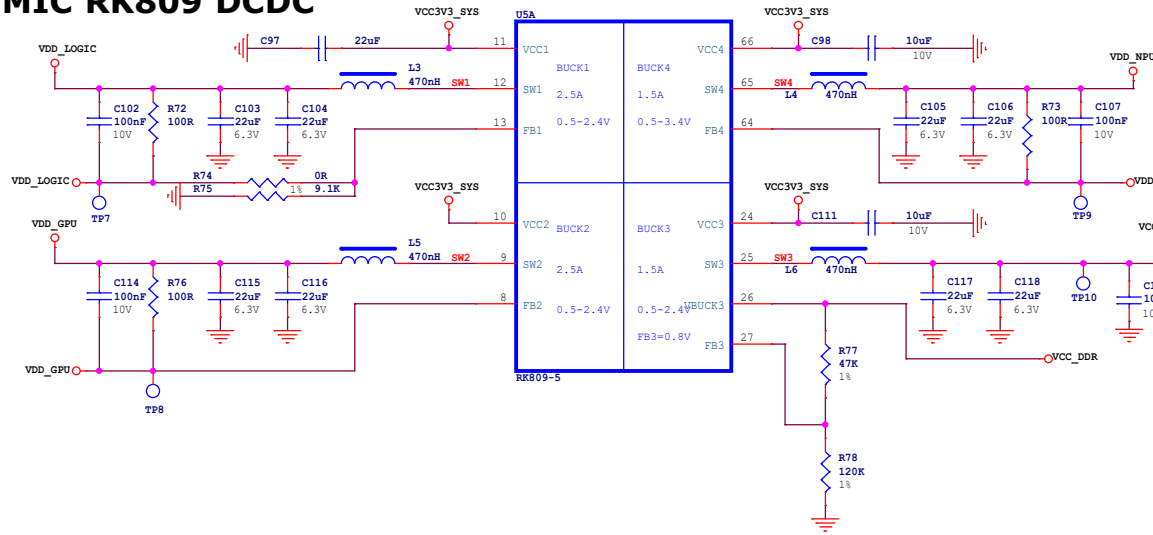 MIC RK809 DCDC
VCC3V3_SYS
U5A
VCC3V3_SYS
C97
22uF
11
VCC1
VCC4
66
C98
10uF
10V
VDD_LOGIC
VDD_NPU
L3
470nH
SW1
12
SW1
BUCK1
2.5A
0.5-2.4V
BUCK4
1.5A
0.5-3.4V
SW4
65
SW4
L4
470nH
C102
100nF
10V
R72
100R
C103
22uF
6.3V
C104
22uF
6.3V
13
FB1
FB4
64
C105
22uF
6.3V
C106
22uF
6.3V
R73
100R
C107
100nF
10V
VDD_LOGIC
R74
0R
R75
1%
9.1K
TP7
VDD
TP9
VCC3V3_SYS
VCC3V3_SYS
10
VCC2
VCC3
24
C111
10uF
10V
VDD_GPU
VC
L5
470nH
SW2
9
SW2
BUCK2
2.5A
0.5-2.4V
BUCK3
1.5A
0.5-2.4V
FB3=0.8V
SW3
25
SW3
L6
470nH
C114
100nF
10V
R76
100R
C115
22uF
6.3V
C116
22uF
6.3V
8
FB2
VBUCK3
26
C117
22uF
6.3V
C118
22uF
6.3V
TP10
C1
10
10
FB3
27
VDD_GPU
TP8
RK809-5
R77
47K
1%
VCC_DDR
R78
120K
1%